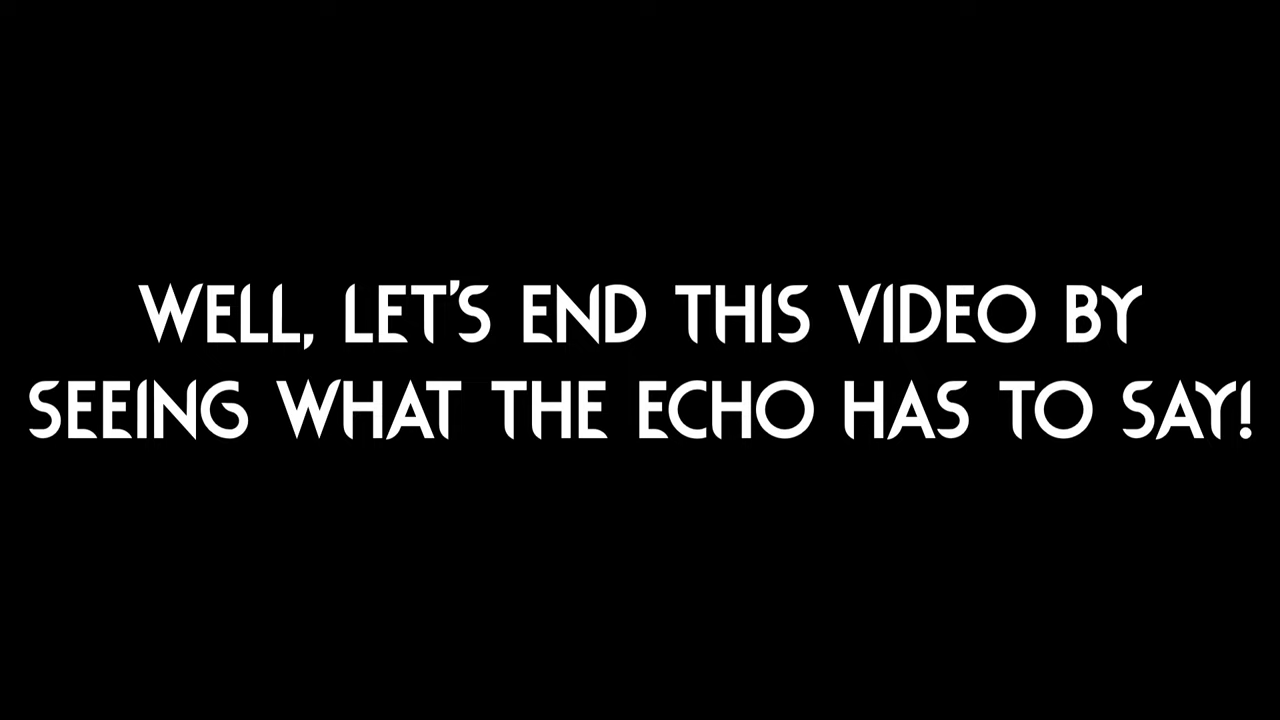 WELL, LET'S END THIS VIDEO BY
SEEING WHAT THE ECHO HAS TO SAY!